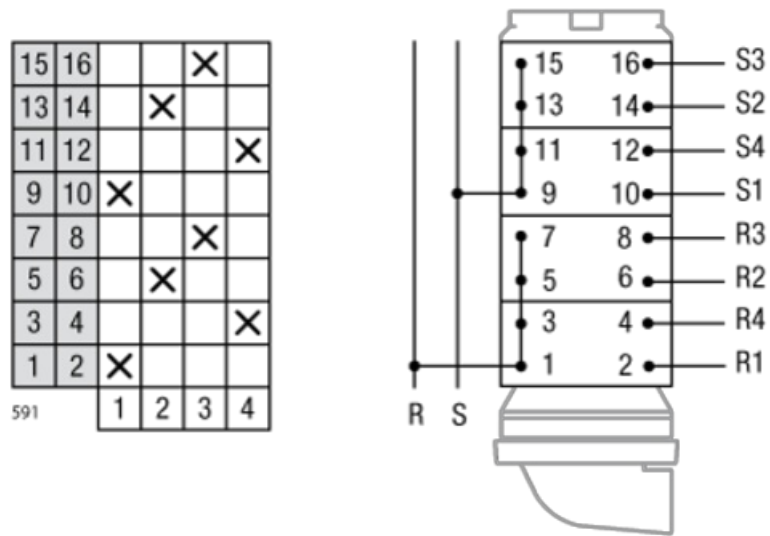 15 16 X
13 14 X
11 12 X
9 10 X
7 8 X
5 6 X
3 4 X
1 2 X
591 1 2 3 4
15 16 S3
13 14 S2
11 12 S4
9 10 S1
7 8 R3
5 6 R2
3 4 R4
1 2 R1
R S